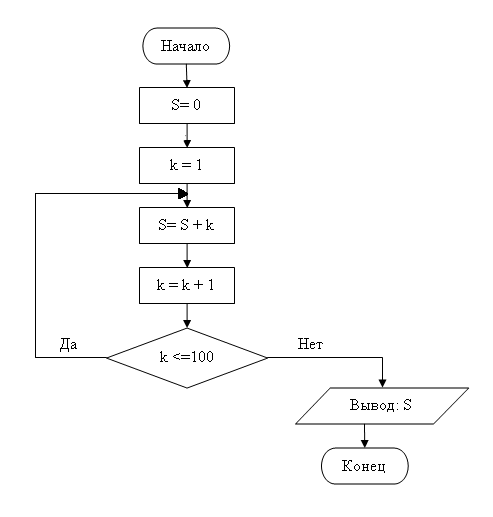 Начало
S= 0
k = 1
S= S + k
k = k + 1
k <=100
Да
Нет
Вывод: S
Конец